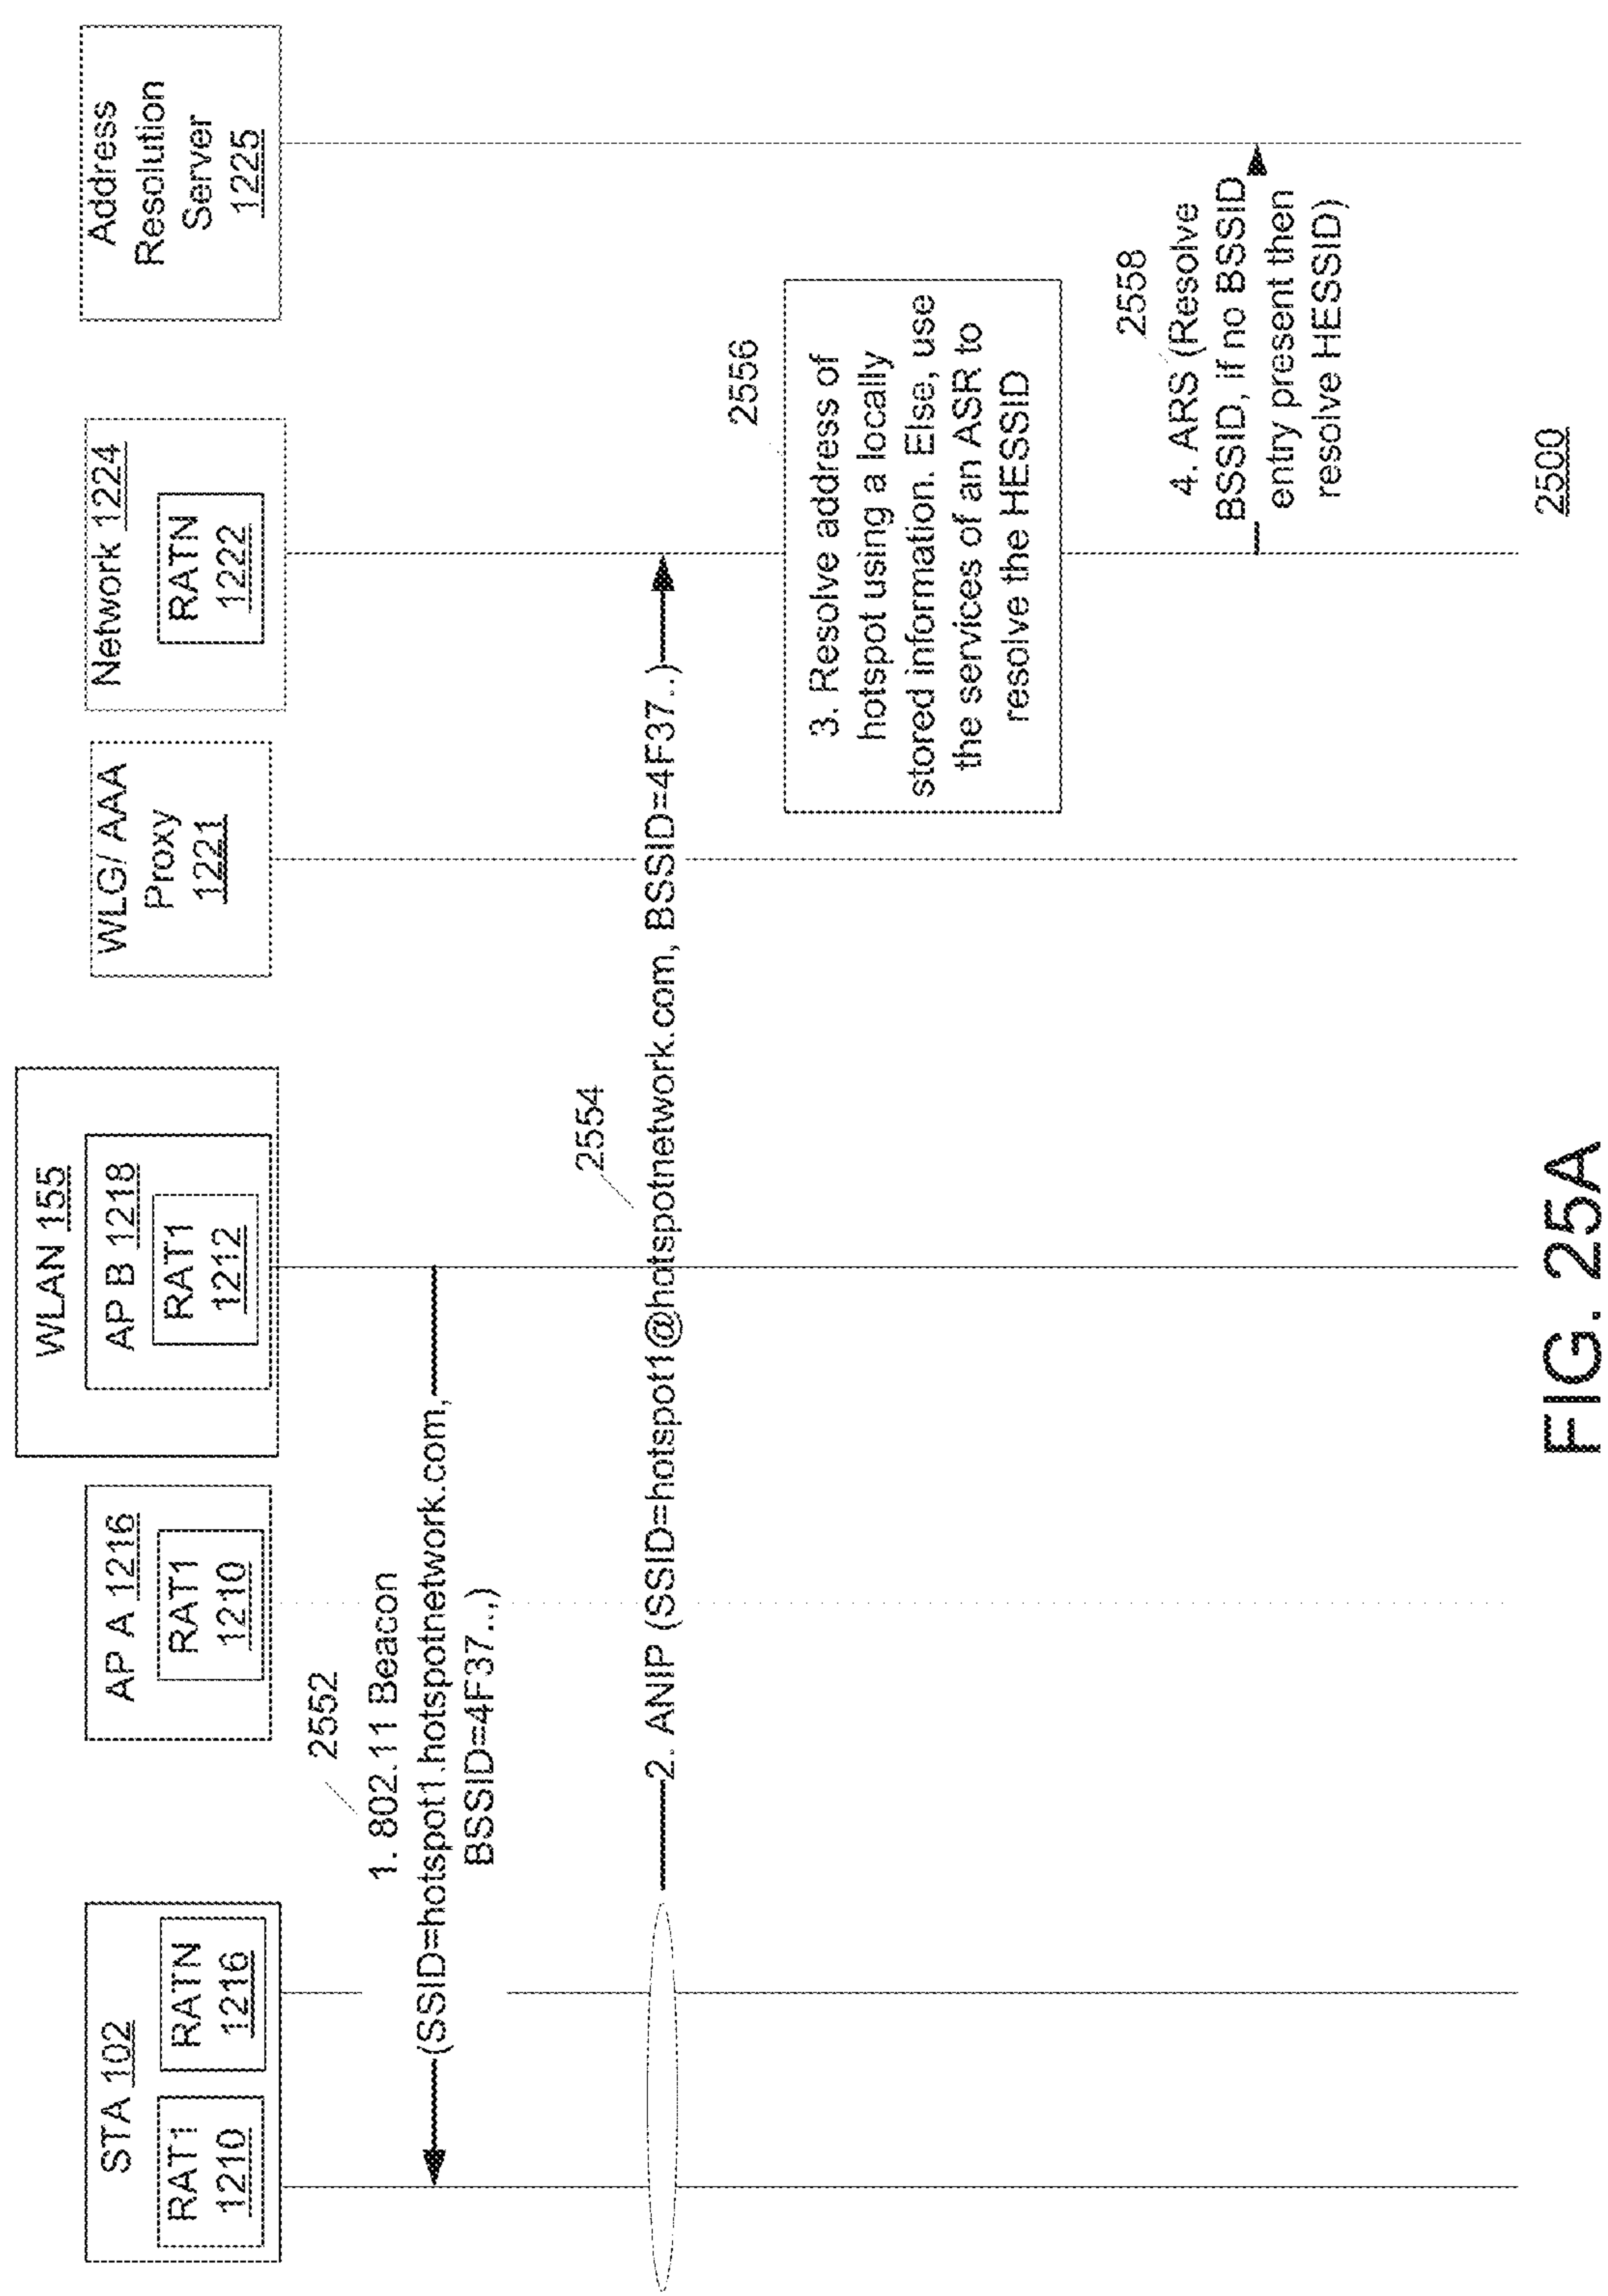 STA 102
RAT1
1210
RATN
1216
AP A 1216
RAT1
1210
WLAN 155
AP B 1218
RAT1
1212
WLG/ AAA
Proxy
1221
Network 1224
RATN
1222
Address
Resolution
Server
1225
2552
1. 802.11 Beacon
(SSID=hotspot1.hotspotnetwork.com,
BSSID=4F37..,)
2554
2. ANIP (SSID=hotspot1@hotspotnetwork.com, BSSID=4F37..)
2556
3. Resolve address of
hotspot using a locally
stored information. Else, use
the services of an ASR to
resolve the HESSID
2558
4. ARS (Resolve
BSSID, if no BSSID
entry present then
resolve HESSID)
2500
FIG. 25A